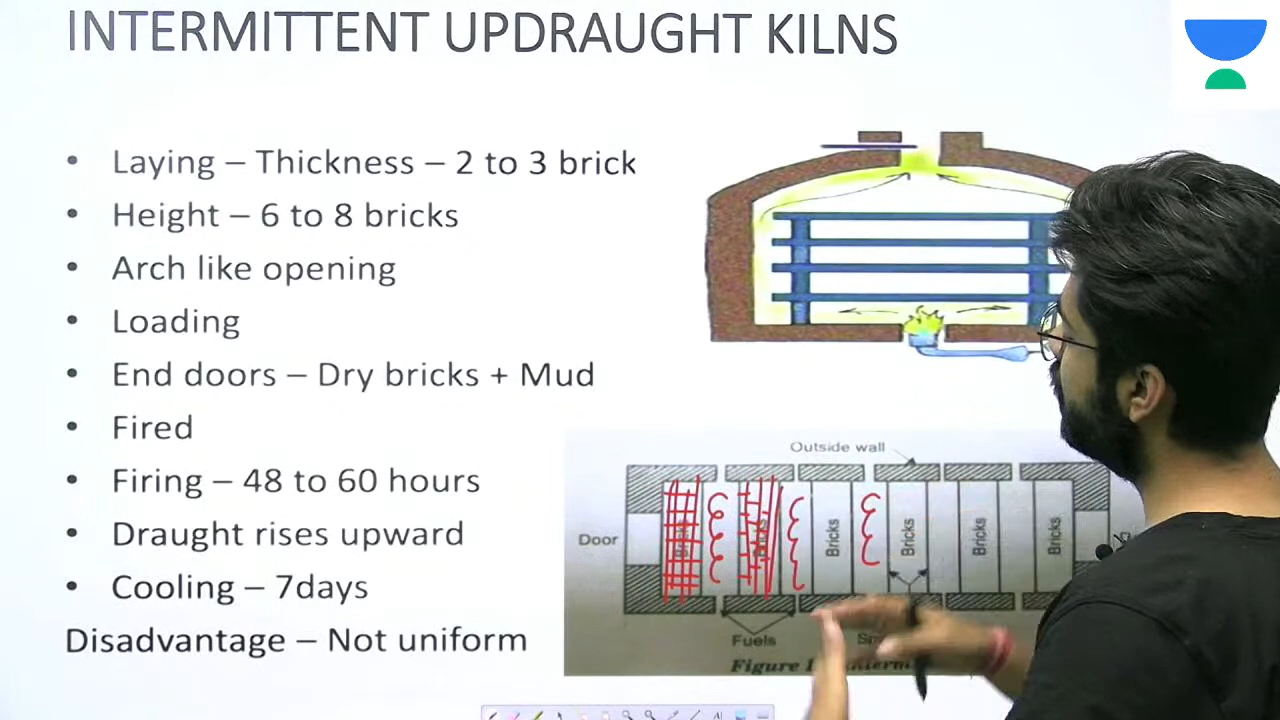 INTERMITTENT UPDRAUGHT KILNS
• Laying – Thickness – 2 to 3 brick
• Height – 6 to 8 bricks
• Arch like opening
• Loading
• End doors – Dry bricks + Mud
• Fired
• Firing – 48 to 60 hours
• Draught rises upward
• Cooling – 7days
Disadvantage – Not uniform
Outside wall
Door
Bricks
Bricks
Bricks
Bricks
Fuels
Figure